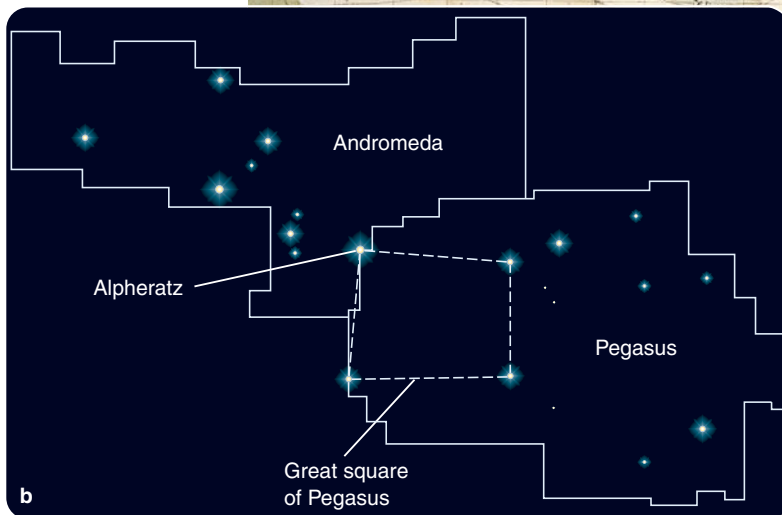 Andromeda
Alpheratz
Pegasus
Great square
of Pegasus
b